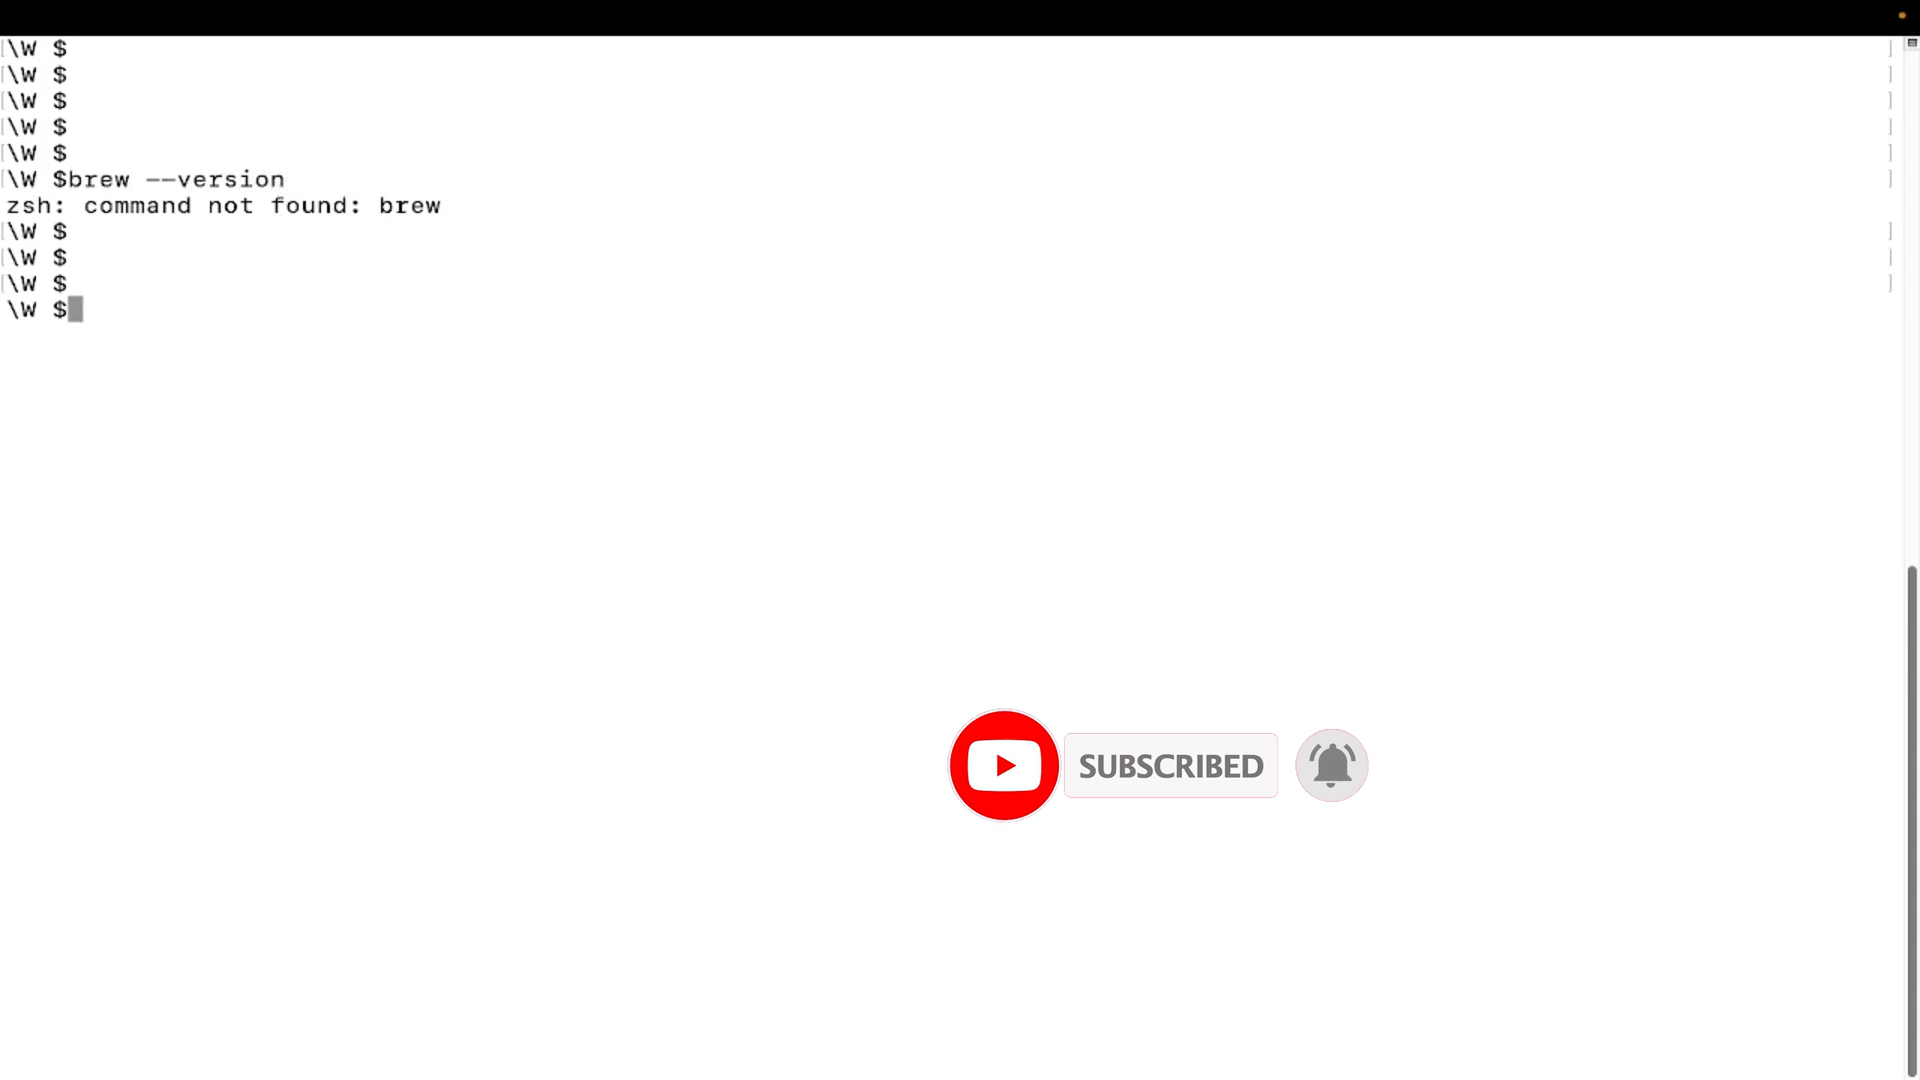 \W $
\W $
\W $
\W $
\W $
\W $brew --version
zsh: command not found: brew
\W $
\W $
\W $
\W $
SUBSCRIBED